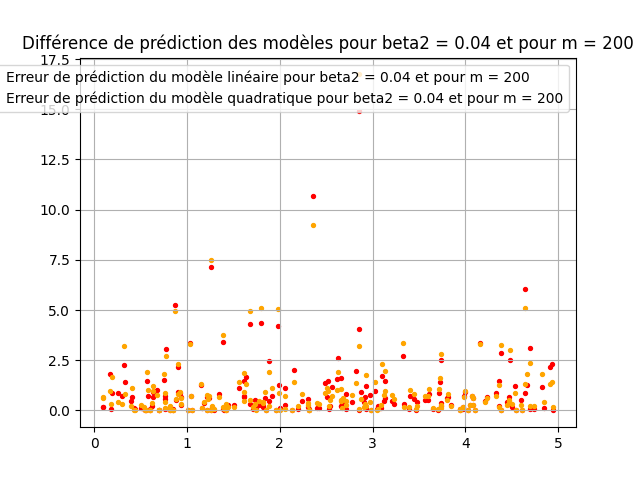 Différence de prédiction des modèles pour beta2 = 0.04 et pour m = 200
17.5
Erreur de prédiction du modèle linéaire pour beta2 = 0.04 et pour m = 200
Erreur de prédiction du modèle quadratique pour beta2 = 0.04 et pour m = 200
15.0
12.5
10.0
7.5
5.0
2.5
0.0
0 1 2 3 4 5